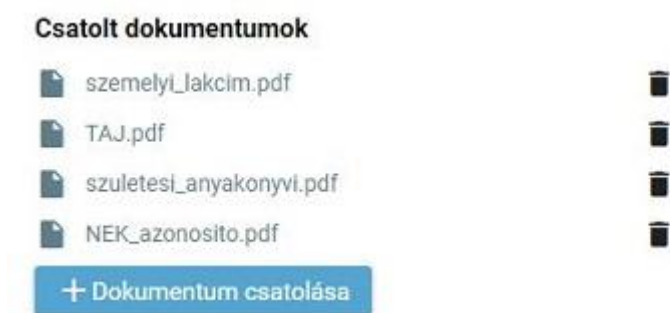 Csatolt dokumentumok
szemelyi_lakcim.pdf
TAJ.pdf
szuletesi_anyakonyvi.pdf
NEK_azonosito.pdf
+ Dokumentum csatolása